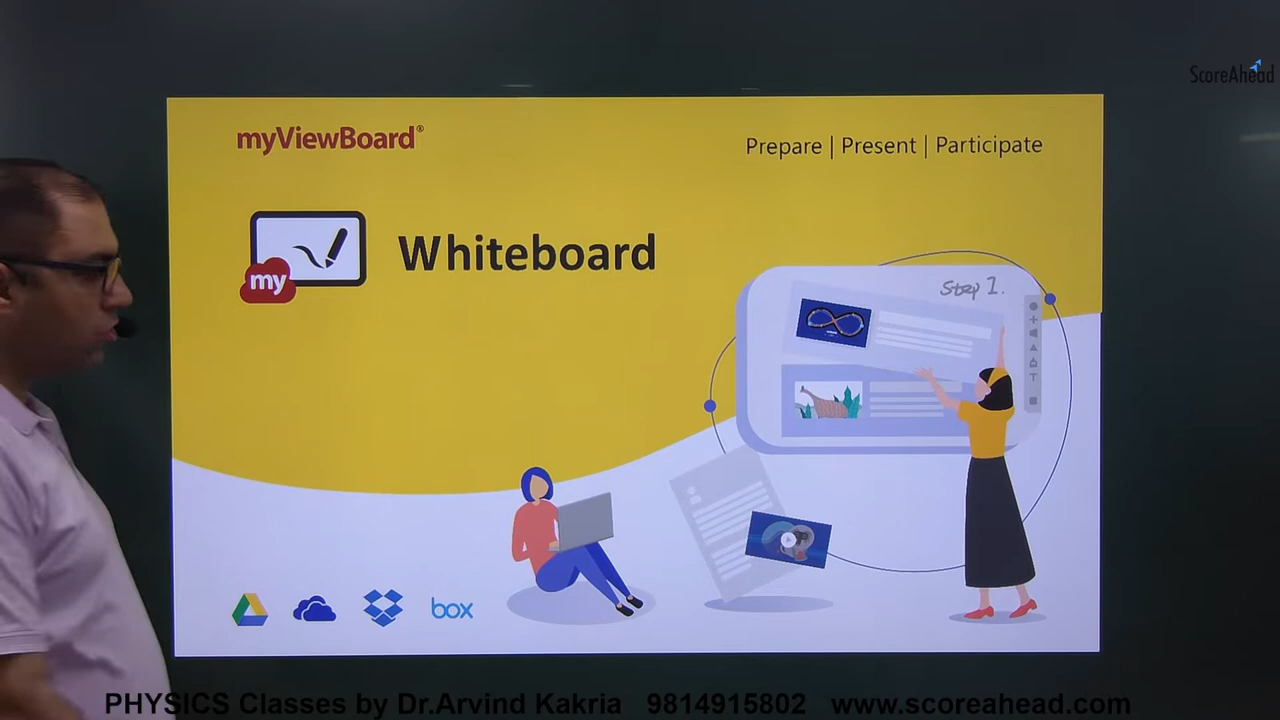 ScoreAhead
myViewBoard®
Prepare | Present | Participate
my
Whiteboard
Step 1.
T
box
PHYSICS Classes by Dr.Arvind Kakria 9814915802 www.scoreahead.com